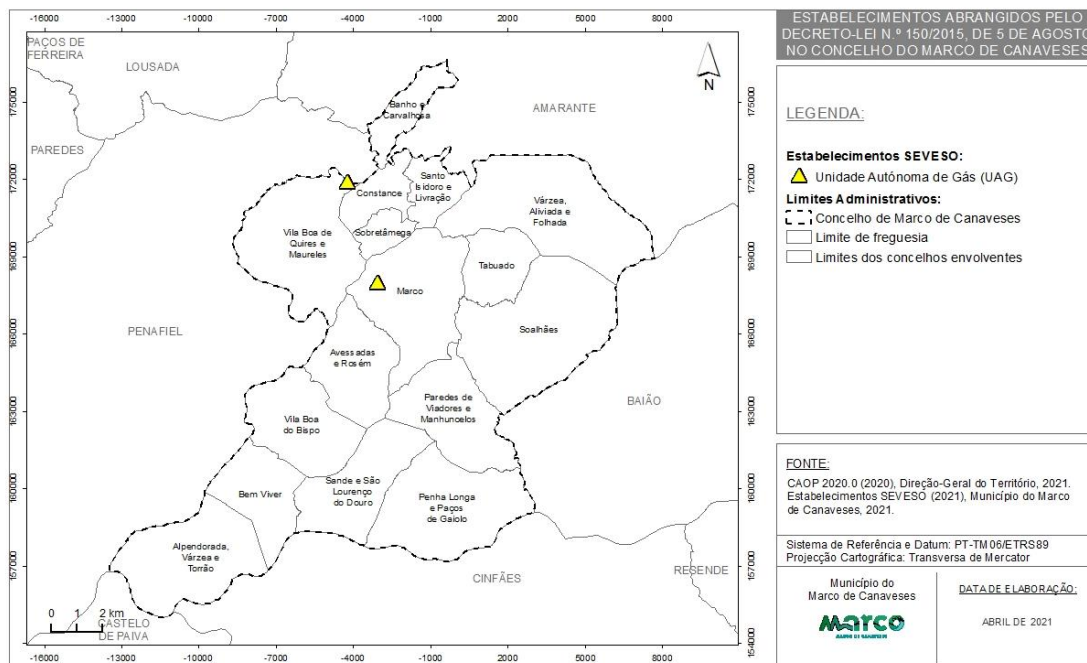 -16000 -13000 -10000 -7000 -4000 -1000 2000 5000 8000
ESTABELECIMENTOS ABRANGIDOS PELO
DECRETO-LEI N.º 150/2015, DE 5 DE AGOSTO
NO CONCELHO DO MARCO DE CANAVESES
PAÇOS DE
FERREIRA
LOUSADA
N
175000
Banho e
Carvalhosa
AMARANTE
175000
PAREDES
172000
Constance
Santo
Isidoro e
Livração
172000
Várzea,
Aliviada e
Folhada
Vila Boa de
Quires e
Maureles
Sobretâmega
169000
Tabuado
169000
Marco
PENAFIEL
Soalhães
166000
166000
Avessadas
e Rosém
BAIÃO
163000
Vila Boa
do Bispo
Paredes de
Viadores e
Manhuncelos
163000
160000
Bem Viver
Sande e São
Lourenço
do Douro
Penha Longa
e Paços
de Gaiolo
160000
Alpendorada,
Várzea e
Torrão
157000
157000
CINFÃES
RESENDE
0 1 2 km
CASTELO
DE PAIVA
154000
154000
-16000 -13000 -10000 -7000 -4000 -1000 2000 5000 8000
LEGENDA:
Estabelecimentos SEVESO:
Unidade Autónoma de Gás (UAG)
Limites Administrativos:
Concelho de Marco de Canaveses
Limite de freguesia
Limites dos concelhos envolventes
FONTE:
CAOP 2020.0 (2020), Direção-Geral do Território, 2021.
Estabelecimentos SEVESO (2021), Município do Marco
de Canaveses, 2021.
Sistema de Referência e Datum: PT-TM06/ETRS89
Projecção Cartográfica: Transversa de Mercator
Município do
Marco de Canaveses
MARCO
DATA DE ELABORAÇÃO:
ABRIL DE 2021